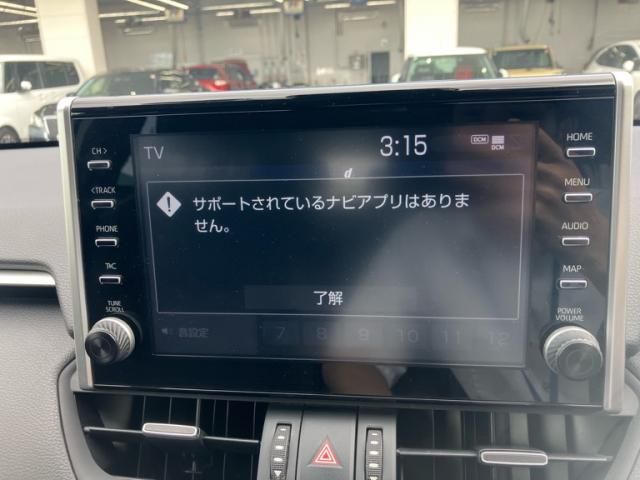 CH>
<TRACK
PHONE
TUNE
SCROLL
TV
3:15
DCM
DCM
d
サポートされているナビアプリはありま
せん。
了解
音設定
7 8 9 10 11 12
HOME
MENU
AUDIO
MAP
POWER
VOLUME